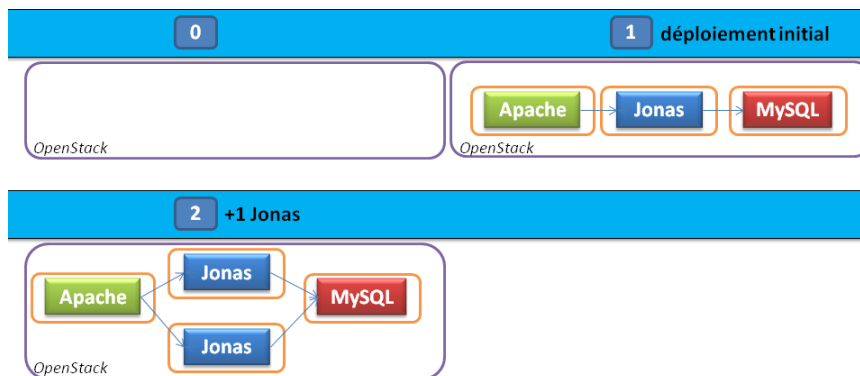 0
1 déploiement initial
Apache Jonas MySQL
OpenStack
OpenStack
2 +1 Jonas
Jonas
Apache MySQL
Jonas
OpenStack